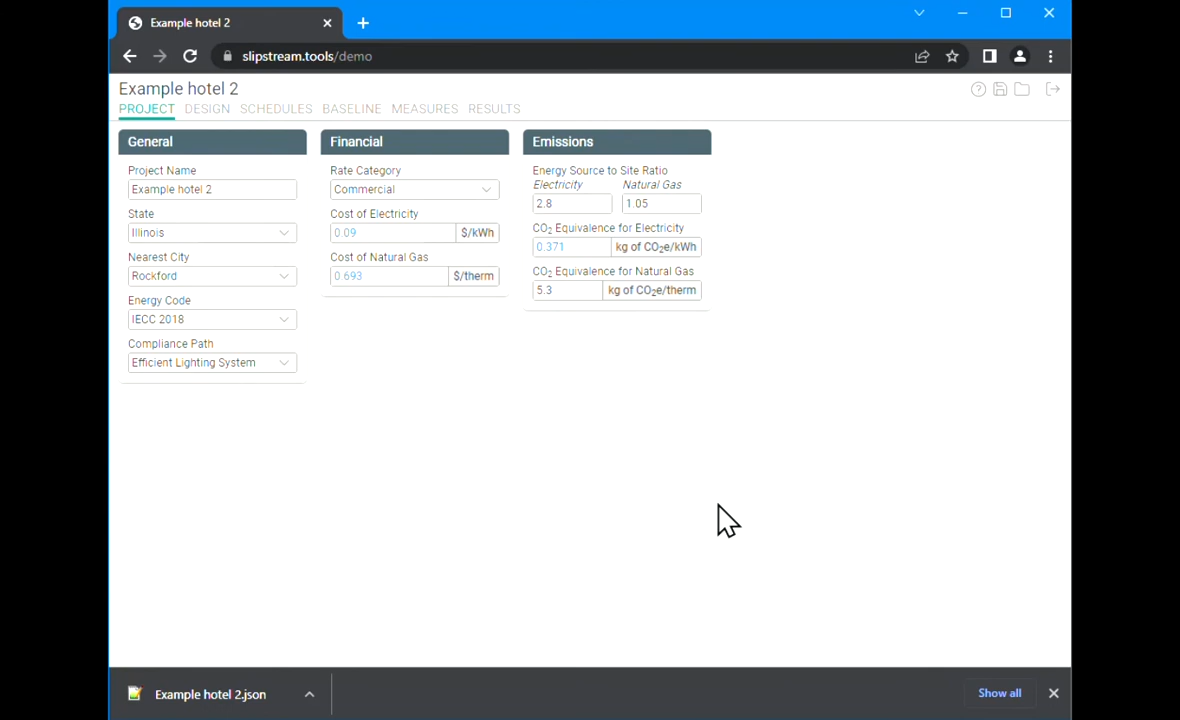 Example hotel 2
slipstream.tools/demo
Example hotel 2
PROJECT DESIGN SCHEDULES BASELINE MEASURES RESULTS
General
Project Name
Example hotel 2
State
Illinois
Nearest City
Rockford
Energy Code
IECC 2018
Compliance Path
Efficient Lighting System
Financial
Rate Category
Commercial
Cost of Electricity
0.09 $/kWh
Cost of Natural Gas
0.693 $/therm
Emissions
Energy Source to Site Ratio
Electricity Natural Gas
2.8 1.05
CO₂ Equivalence for Electricity
0.371 kg of CO₂e/kWh
CO₂ Equivalence for Natural Gas
5.3 kg of CO₂e/therm
Example hotel 2.json
Show all